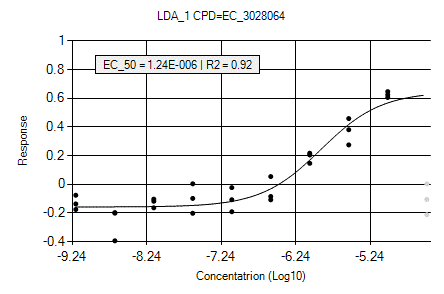 LDA_1 CPD=EC_3028064
1
EC_50 = 1.24E-006 | R2 = 0.92
0.8
0.6
0.4
0.2
0
-0.2
-0.4
Response
-9.24 -8.24 -7.24 -6.24 -5.24
Concentatrion (Log10)